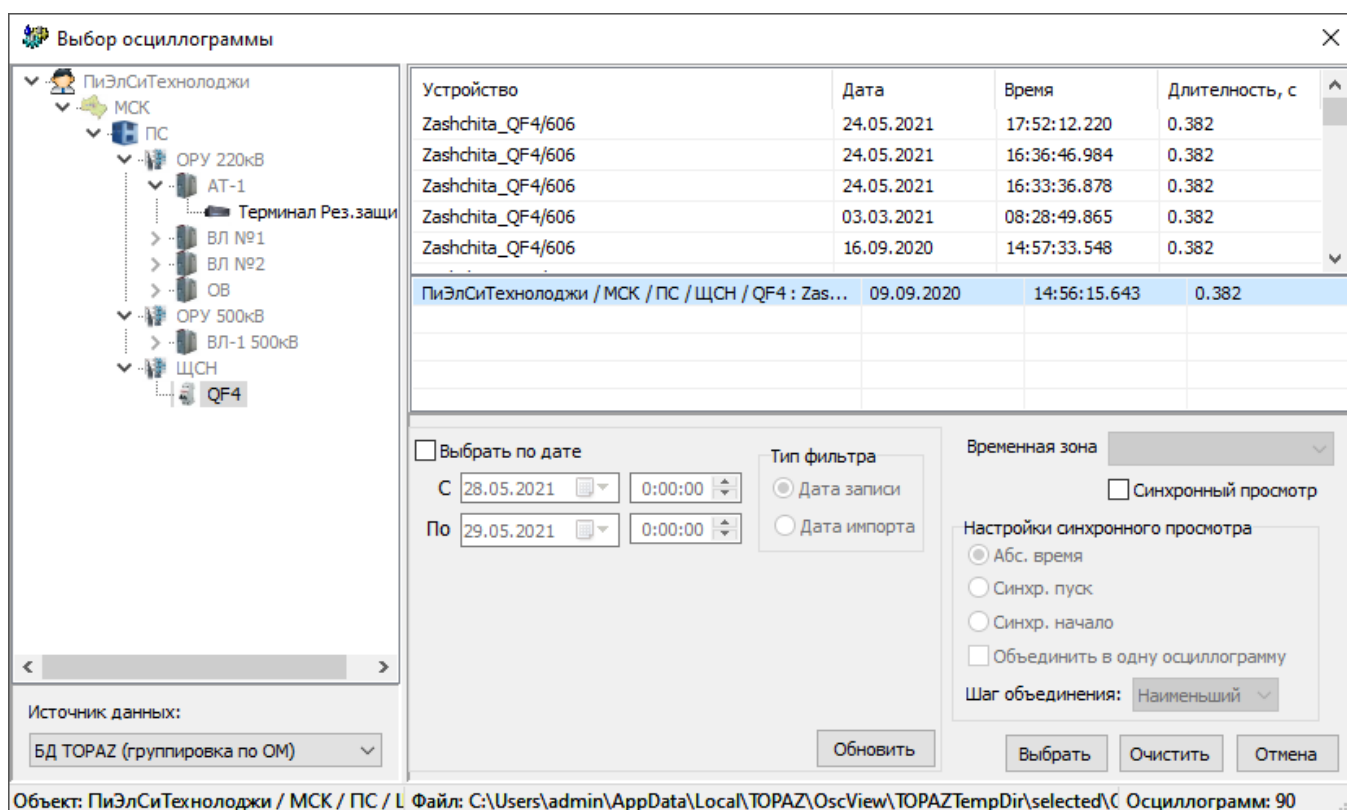 Выбор осциллограммы
ПиЭлСиТехнолоджи
МСК
ПС
ОРУ 220кВ
АТ-1
Терминал Рез.защи
ВЛ №1
ВЛ №2
ОВ
ОРУ 500кВ
ВЛ-1 500кВ
ЩСН
QF4
Источник данных:
БД TOPAZ (группировка по ОМ)
Устройство Дата Время Длителность, с
Zashchita_QF4/606 24.05.2021 17:52:12.220 0.382
Zashchita_QF4/606 24.05.2021 16:36:46.984 0.382
Zashchita_QF4/606 24.05.2021 16:33:36.878 0.382
Zashchita_QF4/606 03.03.2021 08:28:49.865 0.382
Zashchita_QF4/606 16.09.2020 14:57:33.548 0.382
ПиЭлСиТехнолоджи / МСК / ПС / ЩСН / QF4 : Zas... 09.09.2020 14:56:15.643 0.382
Выбрать по дате
С 28.05.2021 0:00:00
По 29.05.2021 0:00:00
Тип фильтра
Дата записи
Дата импорта
Обновить
Временная зона
Синхронный просмотр
Настройки синхронного просмотра
Абс. время
Синхр. пуск
Синхр. начало
Объединить в одну осциллограмму
Шаг объединения: Наименьший
Выбрать Очистить Отмена
Объект: ПиЭлСиТехнолоджи / МСК / ПС / Файл: C:\Users\admin\AppData\Local\TOPAZ\OscView\TOPAZTempDir\selected\ Осциллограмм: 90